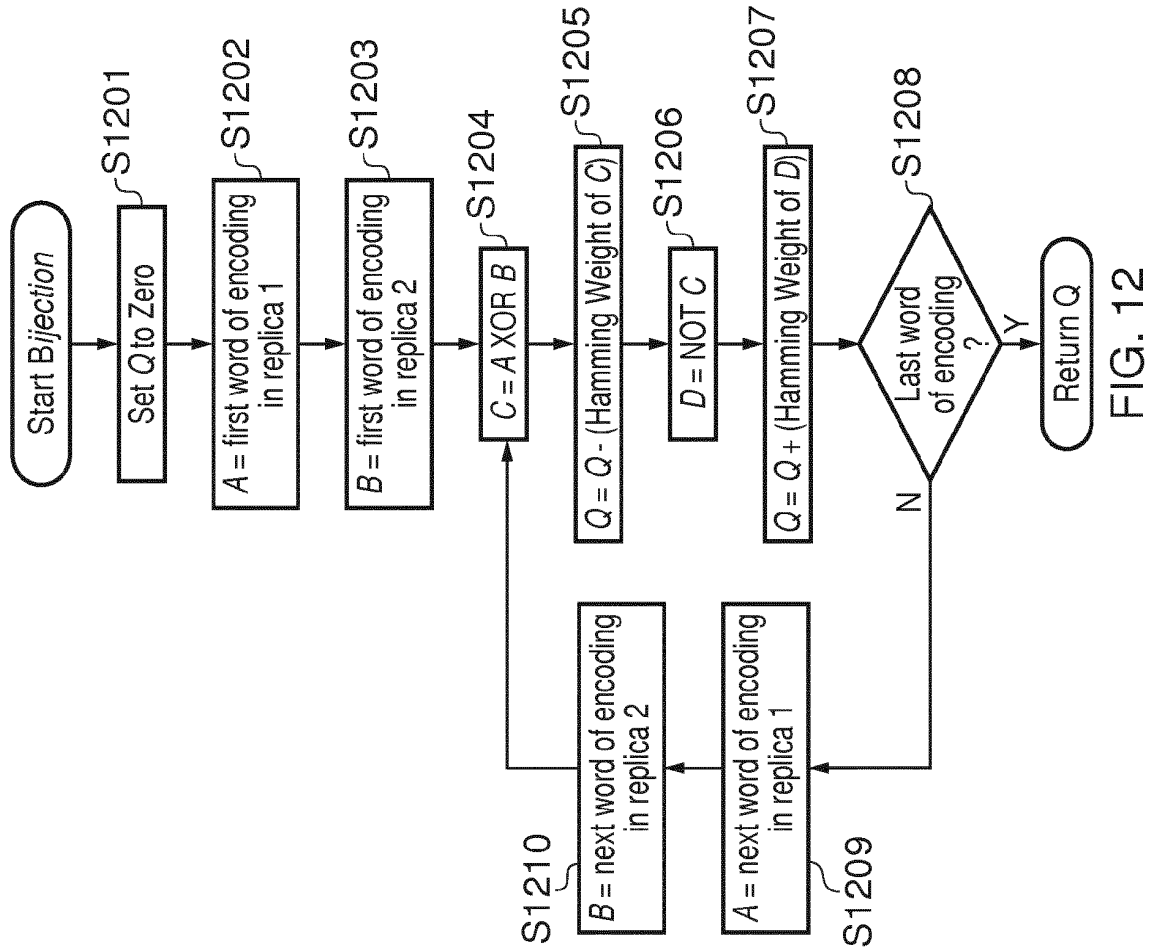 Start Bijection
Set Q to Zero
S1201
A = first word of encoding
in replica 1
S1202
B = first word of encoding
in replica 2
S1203
C = A XOR B
S1204
Q = Q - (Hamming Weight of C)
S1205
D = NOT C
S1206
Q = Q + (Hamming Weight of D)
S1207
Last word
of encoding
?
S1208
N
Y
A = next word of encoding
in replica 1
S1209
B = next word of encoding
in replica 2
S1210
Return Q
FIG. 12